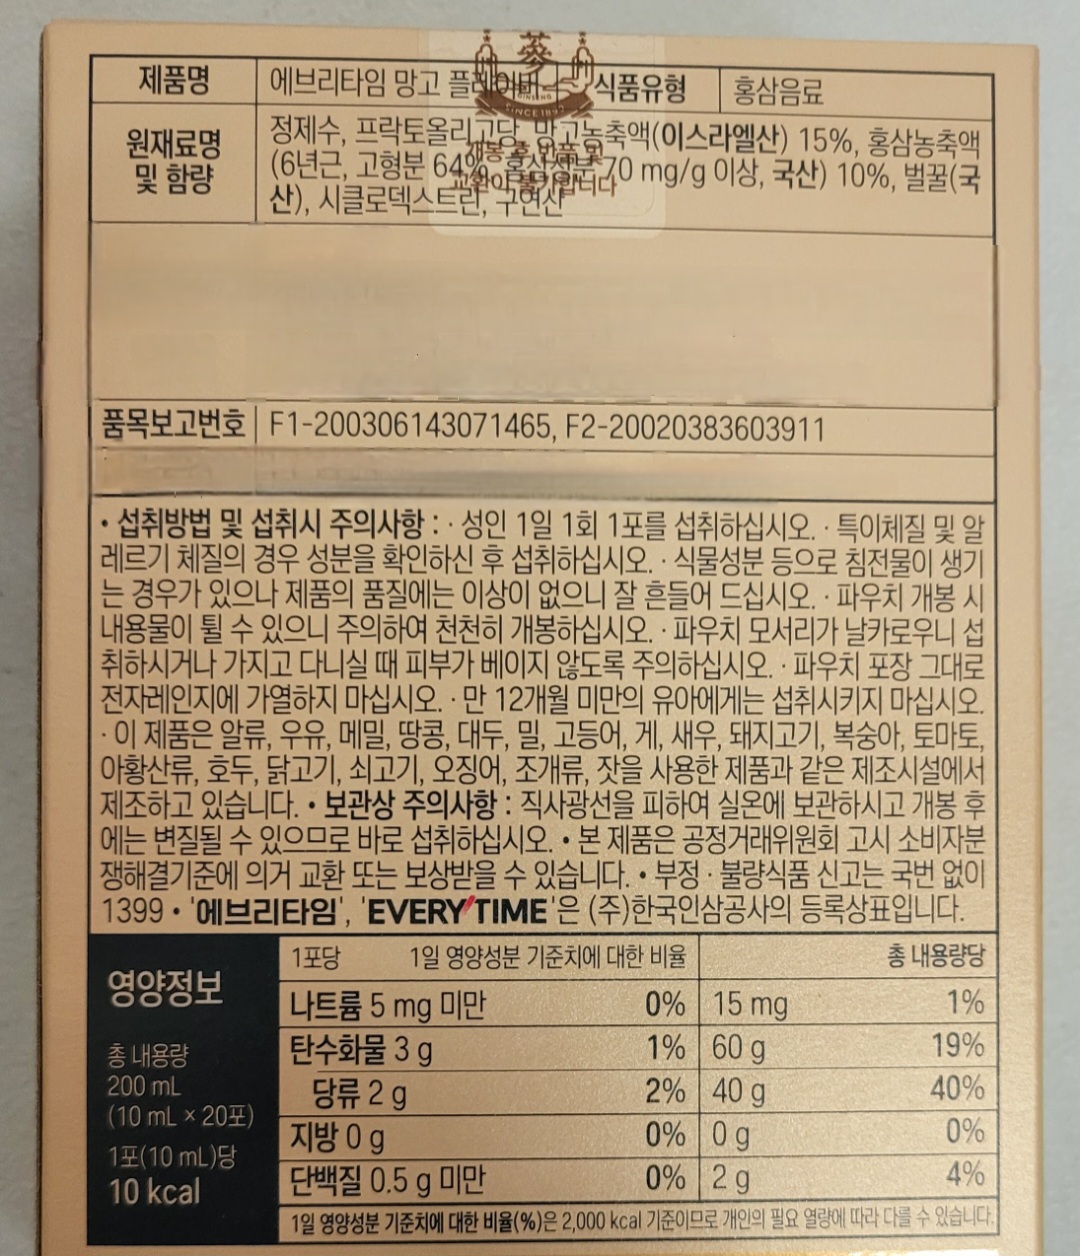 제품명 에브리타임 망고 플레이버 식품유형 홍삼음료
원재료명 및 함량
정제수, 프락토올리고당, 망고농축액(이스라엘산) 15%, 홍삼농축액
(6년근, 고형분 64%, 홍삼성분 70 mg/g 이상, 국산) 10%, 벌꿀(국
산), 시클로덱스트린, 구연산
蔘
GINSENG
SINCE 1899
개봉 후 반품 및
교환이 불가합니다
품목보고번호 F1-200306143071465, F2-20020383603911
• 섭취방법 및 섭취시 주의사항 : · 성인 1일 1회 1포를 섭취하십시오. · 특이체질 및 알
레르기 체질의 경우 성분을 확인하신 후 섭취하십시오. · 식물성분 등으로 침전물이 생기
는 경우가 있으나 제품의 품질에는 이상이 없으니 잘 흔들어 드십시오. · 파우치 개봉 시
내용물이 튈 수 있으니 주의하여 천천히 개봉하십시오. · 파우치 모서리가 날카로우니 섭
취하시거나 가지고 다니실 때 피부가 베이지 않도록 주의하십시오. · 파우치 포장 그대로
전자레인지에 가열하지 마십시오. · 만 12개월 미만의 유아에게는 섭취시키지 마십시오.
· 이 제품은 알류, 우유, 메밀, 땅콩, 대두, 밀, 고등어, 게, 새우, 돼지고기, 복숭아, 토마토,
아황산류, 호두, 닭고기, 쇠고기, 오징어, 조개류, 잣을 사용한 제품과 같은 제조시설에서
제조하고 있습니다. • 보관상 주의사항 : 직사광선을 피하여 실온에 보관하시고 개봉 후
에는 변질될 수 있으므로 바로 섭취하십시오. • 본 제품은 공정거래위원회 고시 소비자분
쟁해결기준에 의거 교환 또는 보상받을 수 있습니다. • 부정 · 불량식품 신고는 국번 없이
1399 • '에브리타임', 'EVERY'TIME'은 (주)한국인삼공사의 등록상표입니다.
영양정보
총 내용량
200 mL
(10 mL × 20포)
1포(10 mL)당
10 kcal
1포당 1일 영양성분 기준치에 대한 비율 총 내용량당
나트륨 5 mg 미만 0% 15 mg 1%
탄수화물 3 g 1% 60 g 19%
당류 2 g 2% 40 g 40%
지방 0 g 0% 0 g 0%
단백질 0.5 g 미만 0% 2 g 4%
1일 영양성분 기준치에 대한 비율(%)은 2,000 kcal 기준이므로 개인의 필요 열량에 따라 다를 수 있습니다.